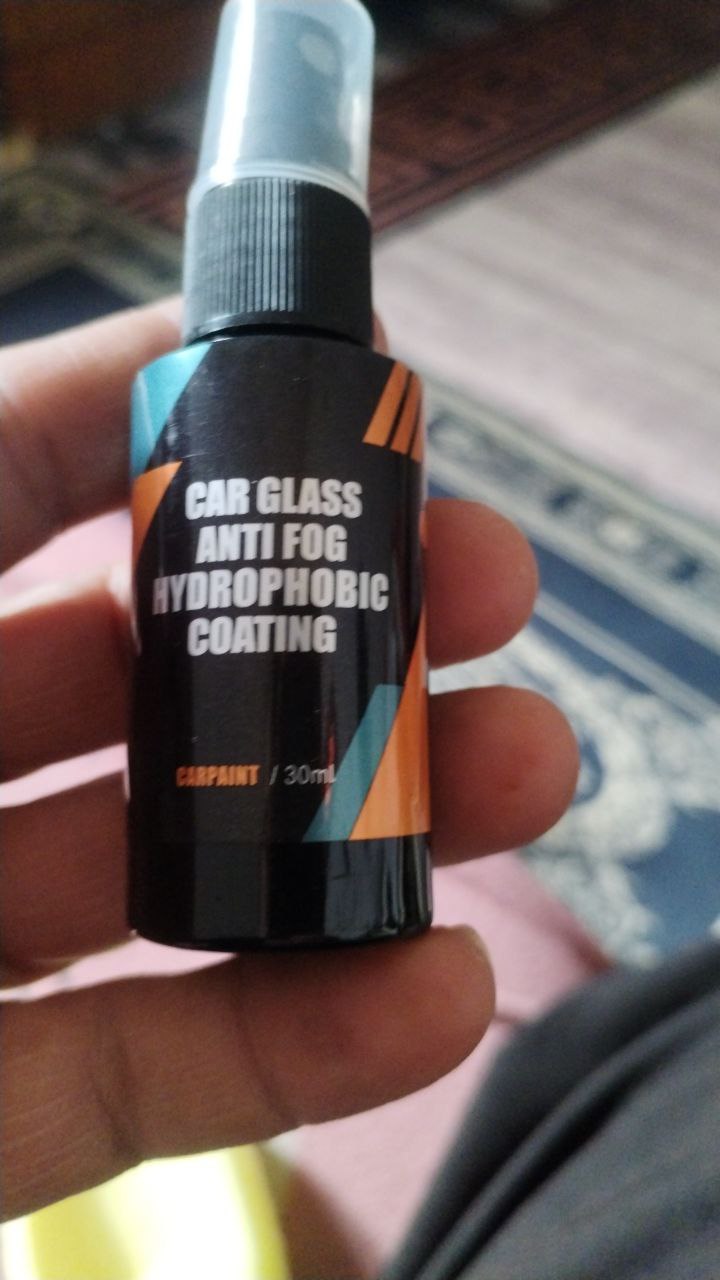 CAR GLASS
ANTI FOG
HYDROPHOBIC
COATING
CARPAINT / 30mL